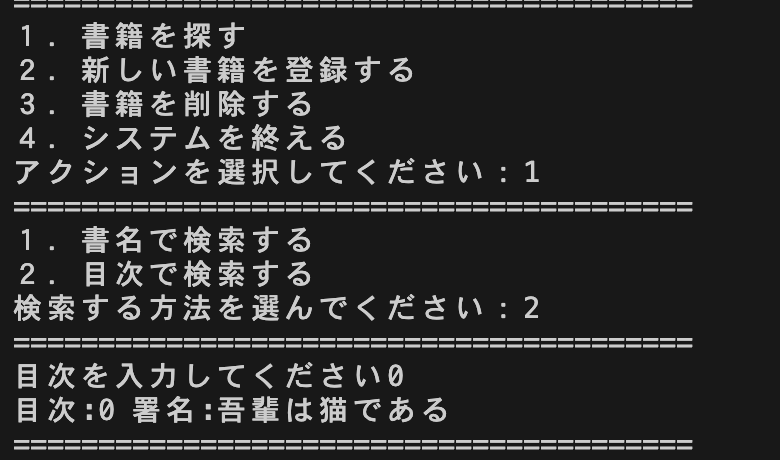 ========================================
１．書籍を探す
２．新しい書籍を登録する
３．書籍を削除する
４．システムを終える
アクションを選択してください：1
========================================
１．書名で検索する
２．目次で検索する
検索する方法を選んでください：2
========================================
目次を入力してください0
目次:0 署名:吾輩は猫である
========================================